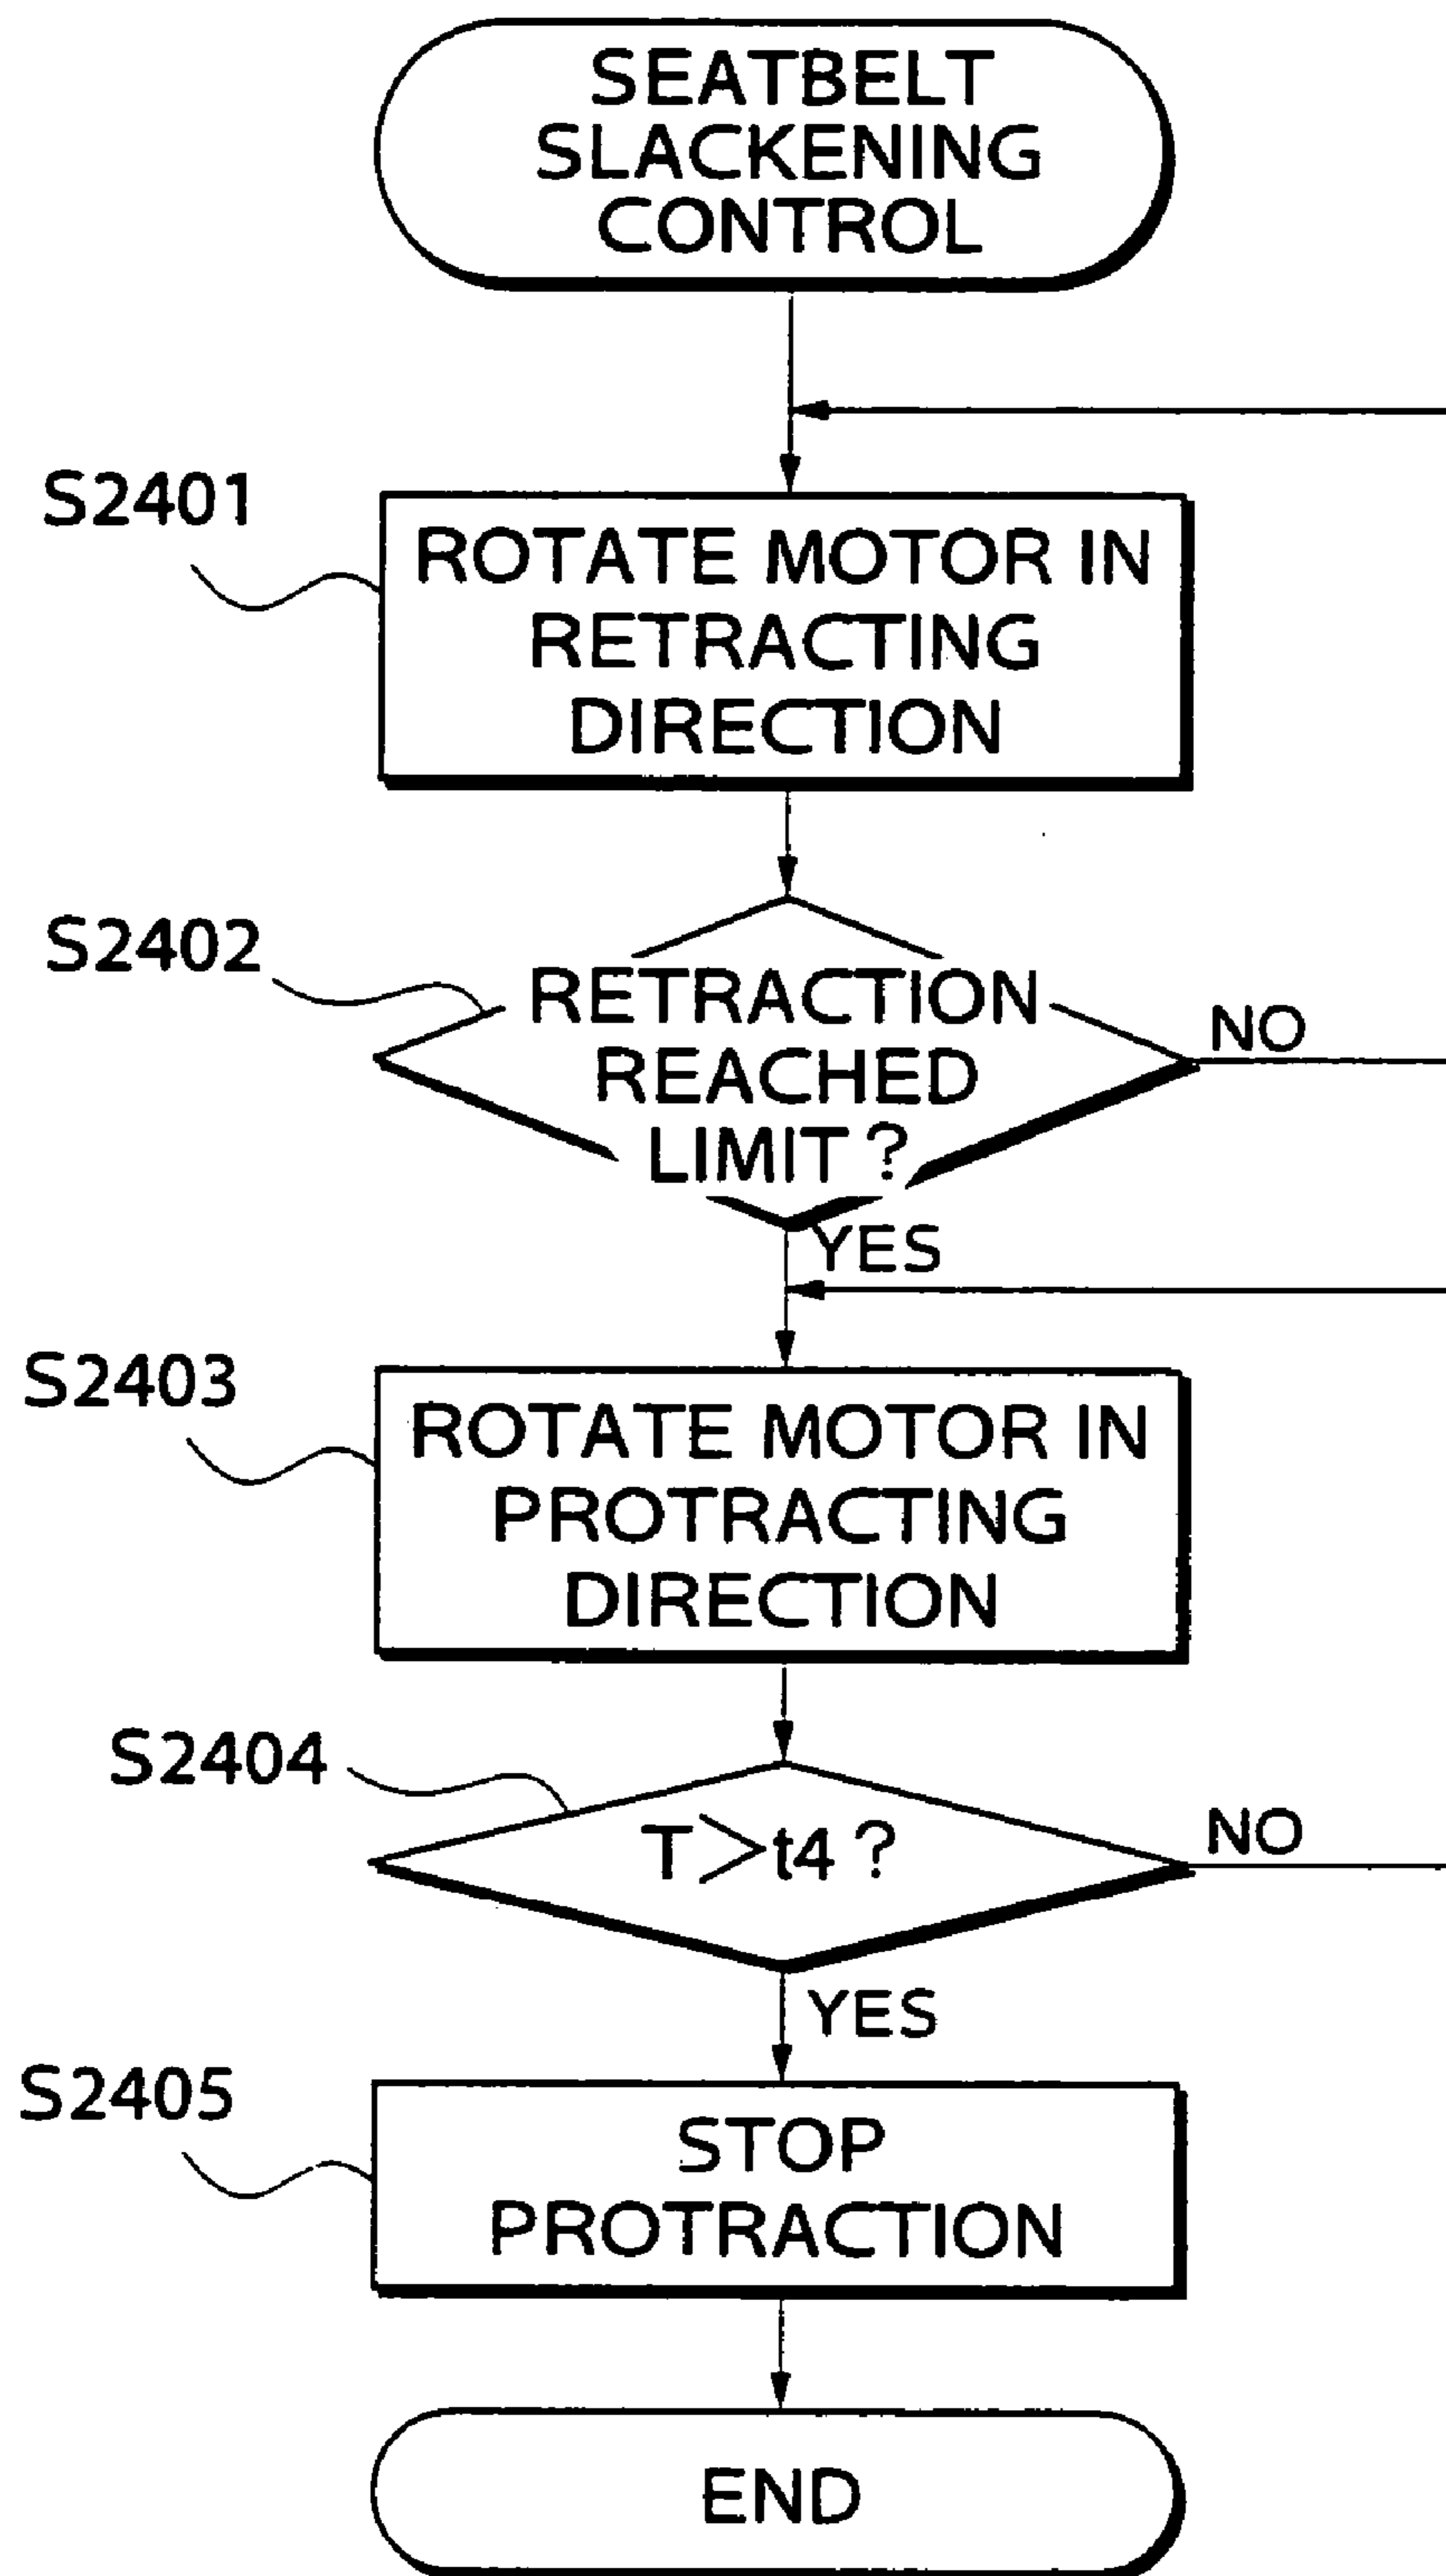 SEATBELT
SLACKENING
CONTROL
S2401
ROTATE MOTOR IN
RETRACTING
DIRECTION
S2402
RETRACTION
REACHED
LIMIT?
NO
YES
S2403
ROTATE MOTOR IN
PROTRACTING
DIRECTION
S2404
T>t4?
NO
YES
S2405
STOP
PROTRACTION
END